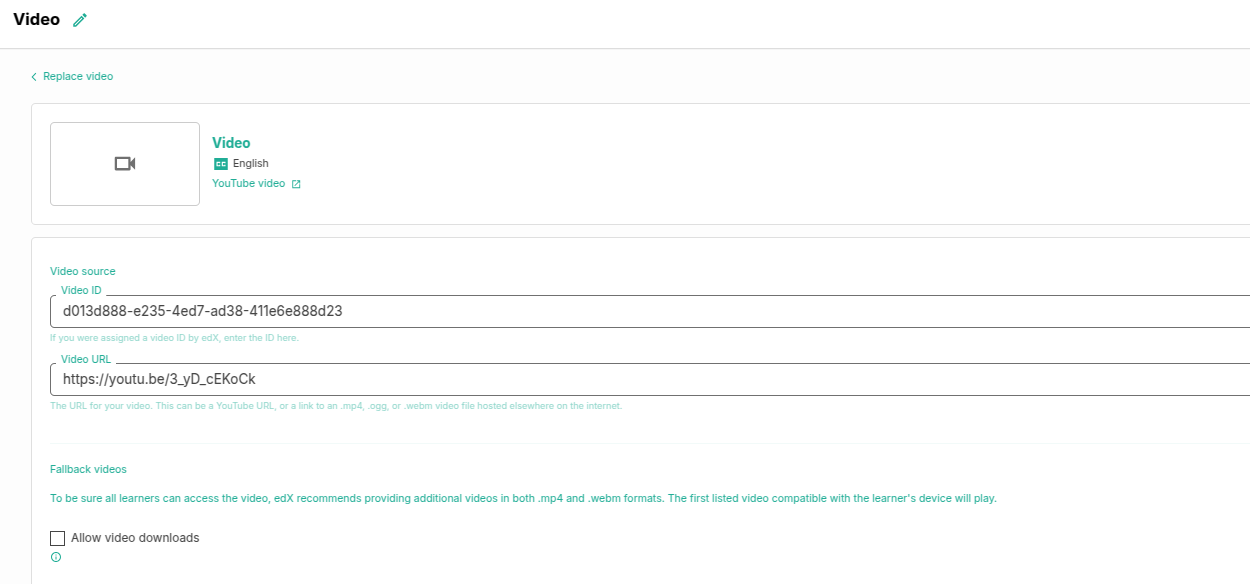 Video
Replace video
Video
CC English
YouTube video
Video source
Video ID
d013d888-e235-4ed7-ad38-411e6e888d23
If you were assigned a video ID by edX, enter the ID here.
Video URL
https://youtu.be/3_yD_cEKoCk
The URL for your video. This can be a YouTube URL, or a link to an .mp4, .ogg, or .webm video file hosted elsewhere on the internet.
Fallback videos
To be sure all learners can access the video, edX recommends providing additional videos in both .mp4 and .webm formats. The first listed video compatible with the learner's device will play.
Allow video downloads